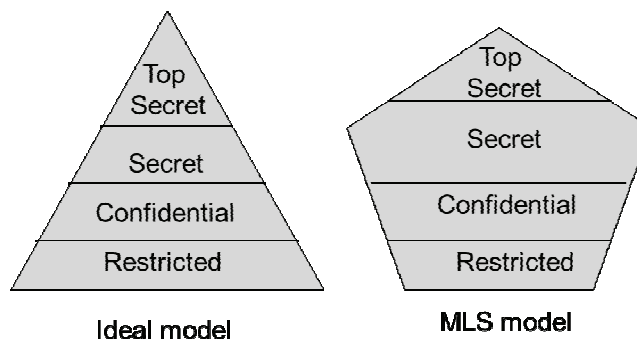 Top
Secret
Secret
Confidential
Restricted
Ideal model
Top
Secret
Secret
Confidential
Restricted
MLS model